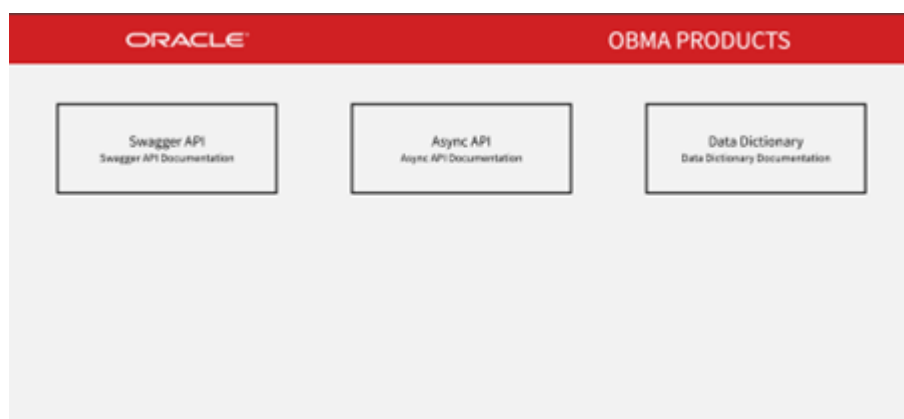 ORACLE OBMA PRODUCTS
Swagger API
Swagger API Documentation
Async API
Async API Documentation
Data Dictionary
Data Dictionary Documentation